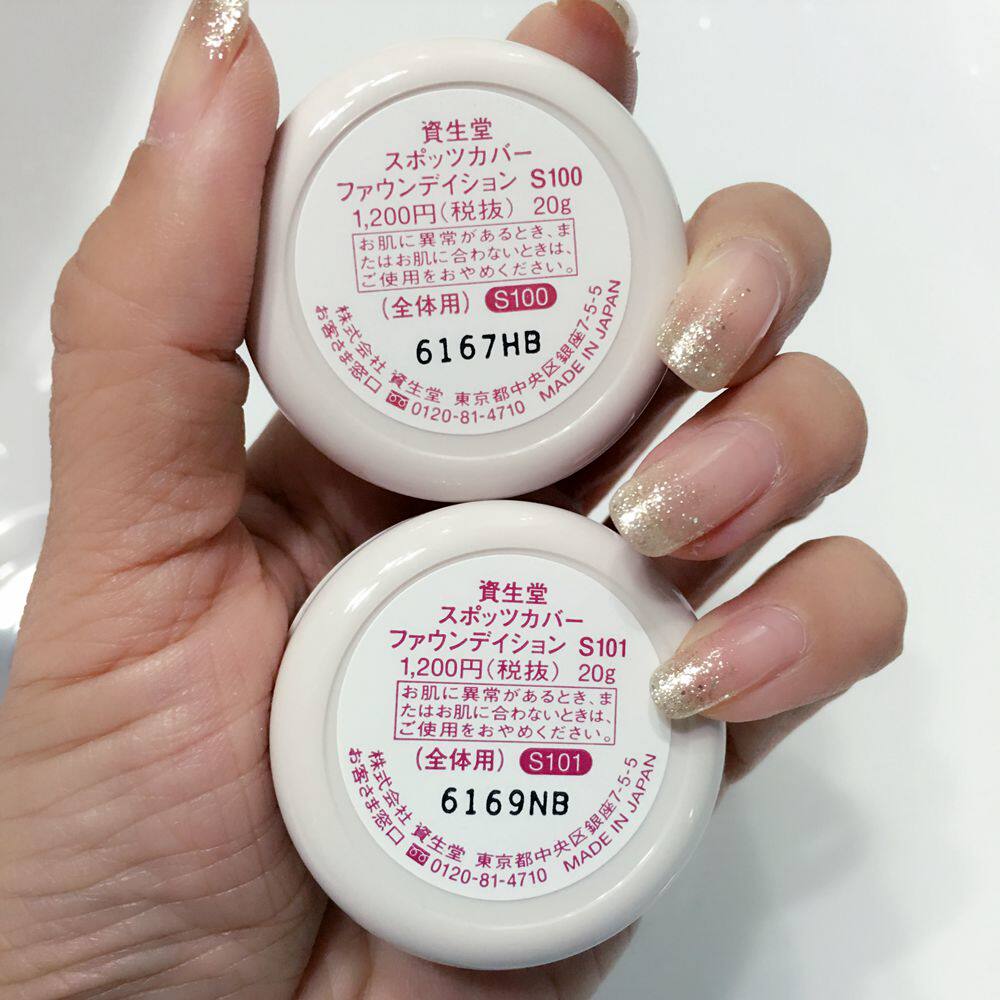 資生堂
スポッツカバー
ファウンデイション S100
1,200円(税抜) 20g
お肌に異常があるとき、ま
たはお肌に合わないときは、
ご使用をおやめください。
(全体用) S100
6167HB
株式会社 資生堂 東京都中央区銀座7-5-5
お客さま窓口 0120-81-4710 MADE IN JAPAN
資生堂
スポッツカバー
ファウンデイション S101
1,200円(税抜) 20g
お肌に異常があるとき、ま
たはお肌に合わないときは、
ご使用をおやめください。
(全体用) S101
6169NB
株式会社 資生堂 東京都中央区銀座7-5-5
お客さま窓口 0120-81-4710 MADE IN JAPAN